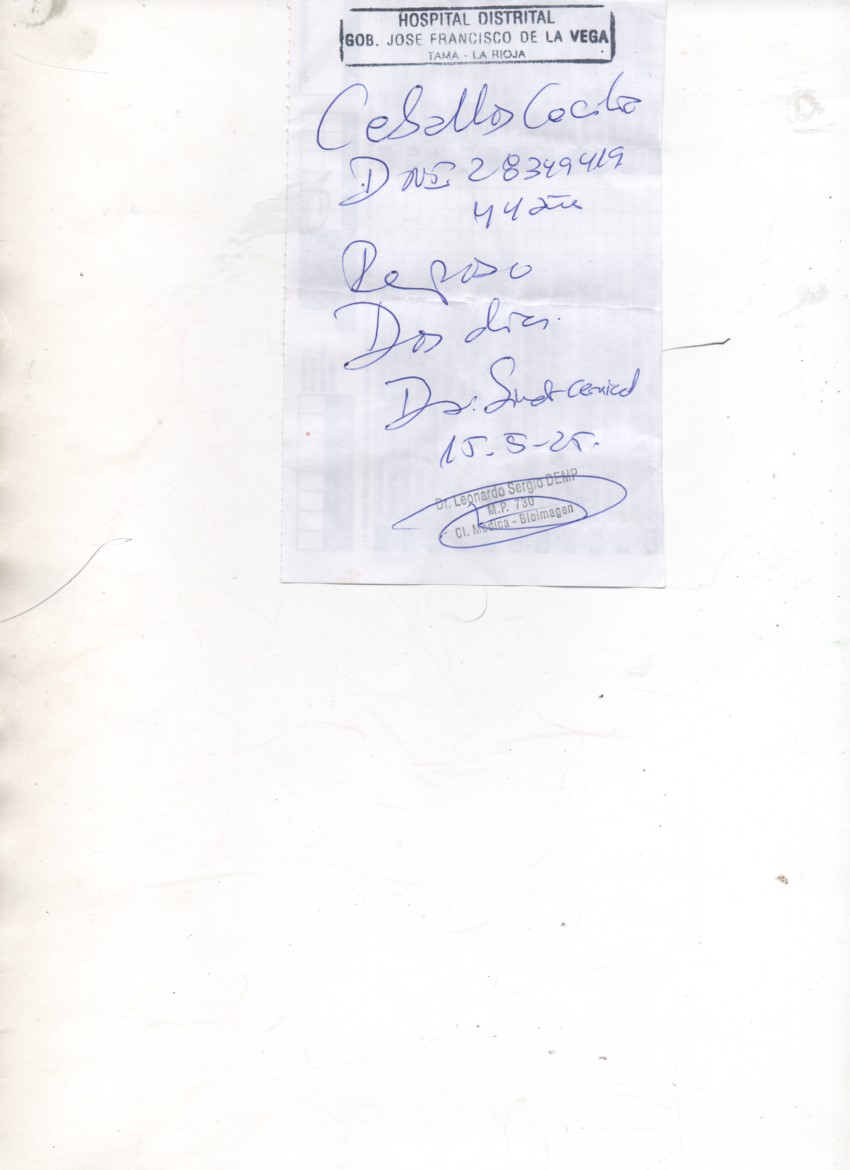 HOSPITAL DISTRITAL
GOB. JOSE FRANCISCO DE LA VEGA
TAMA - LA RIOJA
Ceballos Cecilia
DNI. 28349419
44 años
Reposo
Dos días.
15-5-25.
Dr. Leonardo Sergio DEMP
M.P. 730
Cl. Médica - Bioimagen